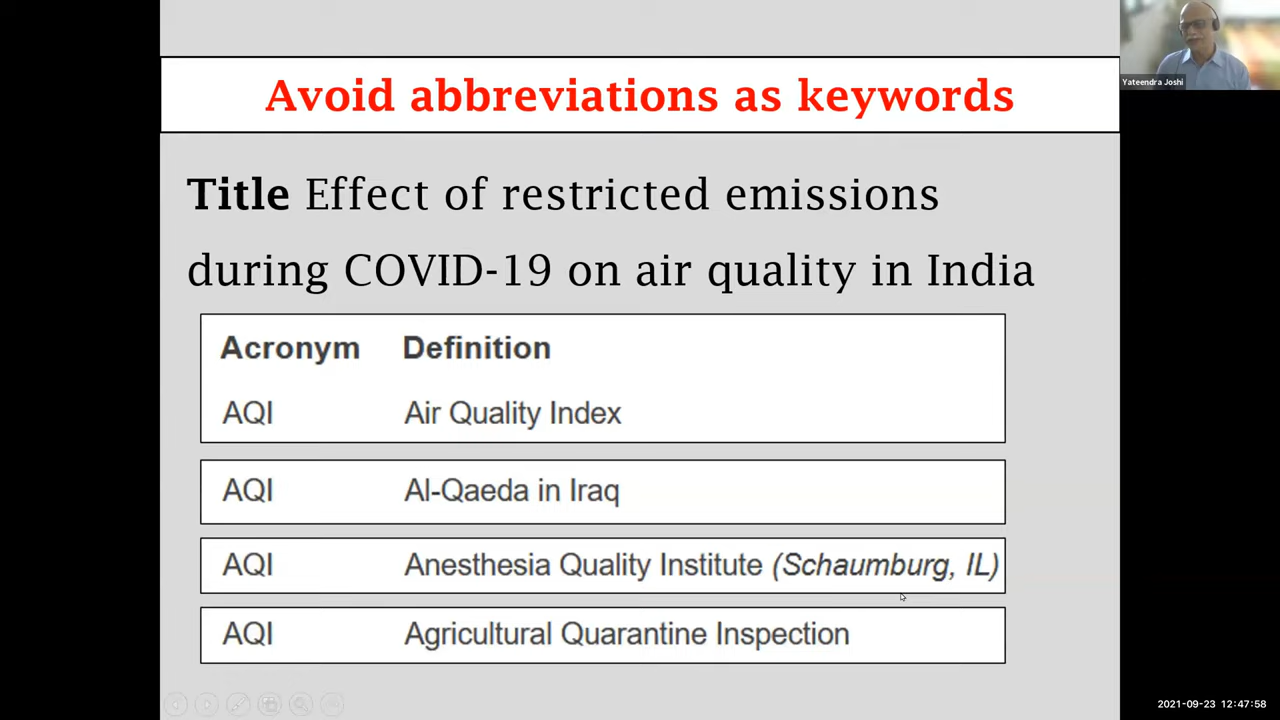 Avoid abbreviations as keywords
Yateendra Joshi
Title Effect of restricted emissions
during COVID-19 on air quality in India
Acronym Definition
AQI Air Quality Index
AQI Al-Qaeda in Iraq
AQI Anesthesia Quality Institute (Schaumburg, IL)
AQI Agricultural Quarantine Inspection
2021-09-23 12:47:58